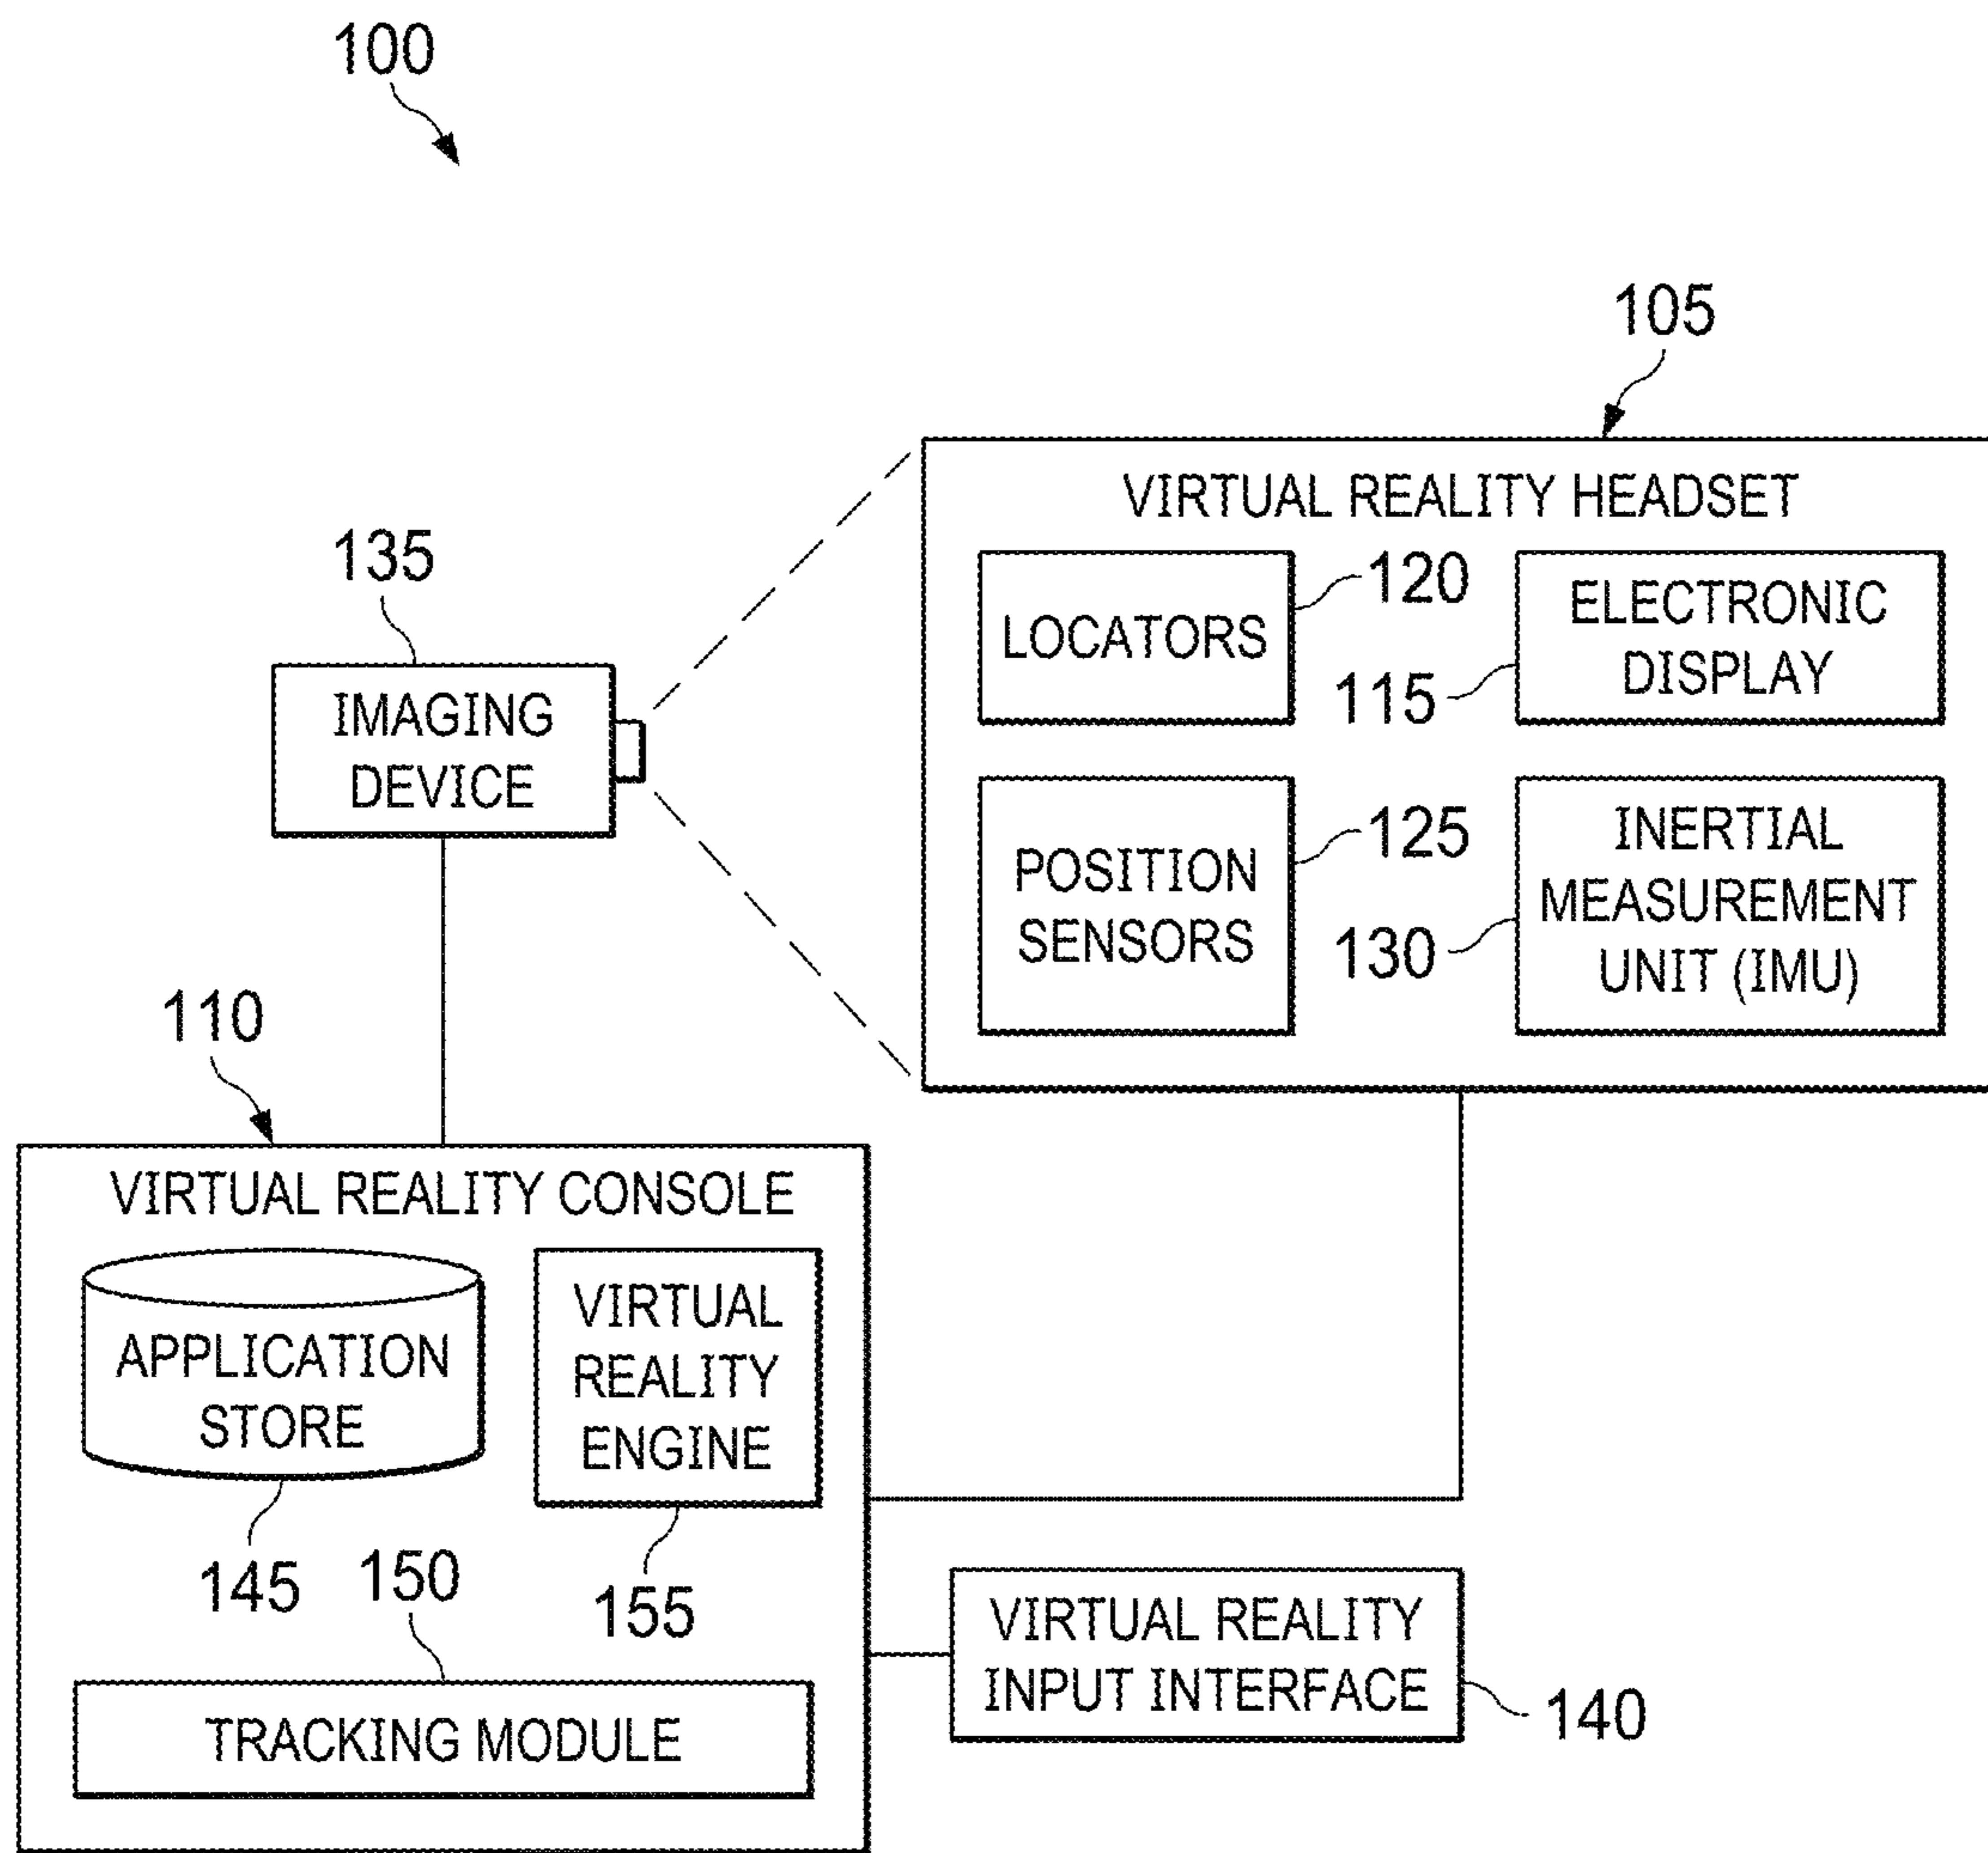 100
105
VIRTUAL REALITY HEADSET
LOCATORS
120
115
ELECTRONIC
DISPLAY
POSITION
SENSORS
125
130
INERTIAL
MEASUREMENT
UNIT (IMU)
135
IMAGING
DEVICE
110
VIRTUAL REALITY CONSOLE
APPLICATION
STORE
145
VIRTUAL
REALITY
ENGINE
155
150
TRACKING MODULE
VIRTUAL REALITY
INPUT INTERFACE
140